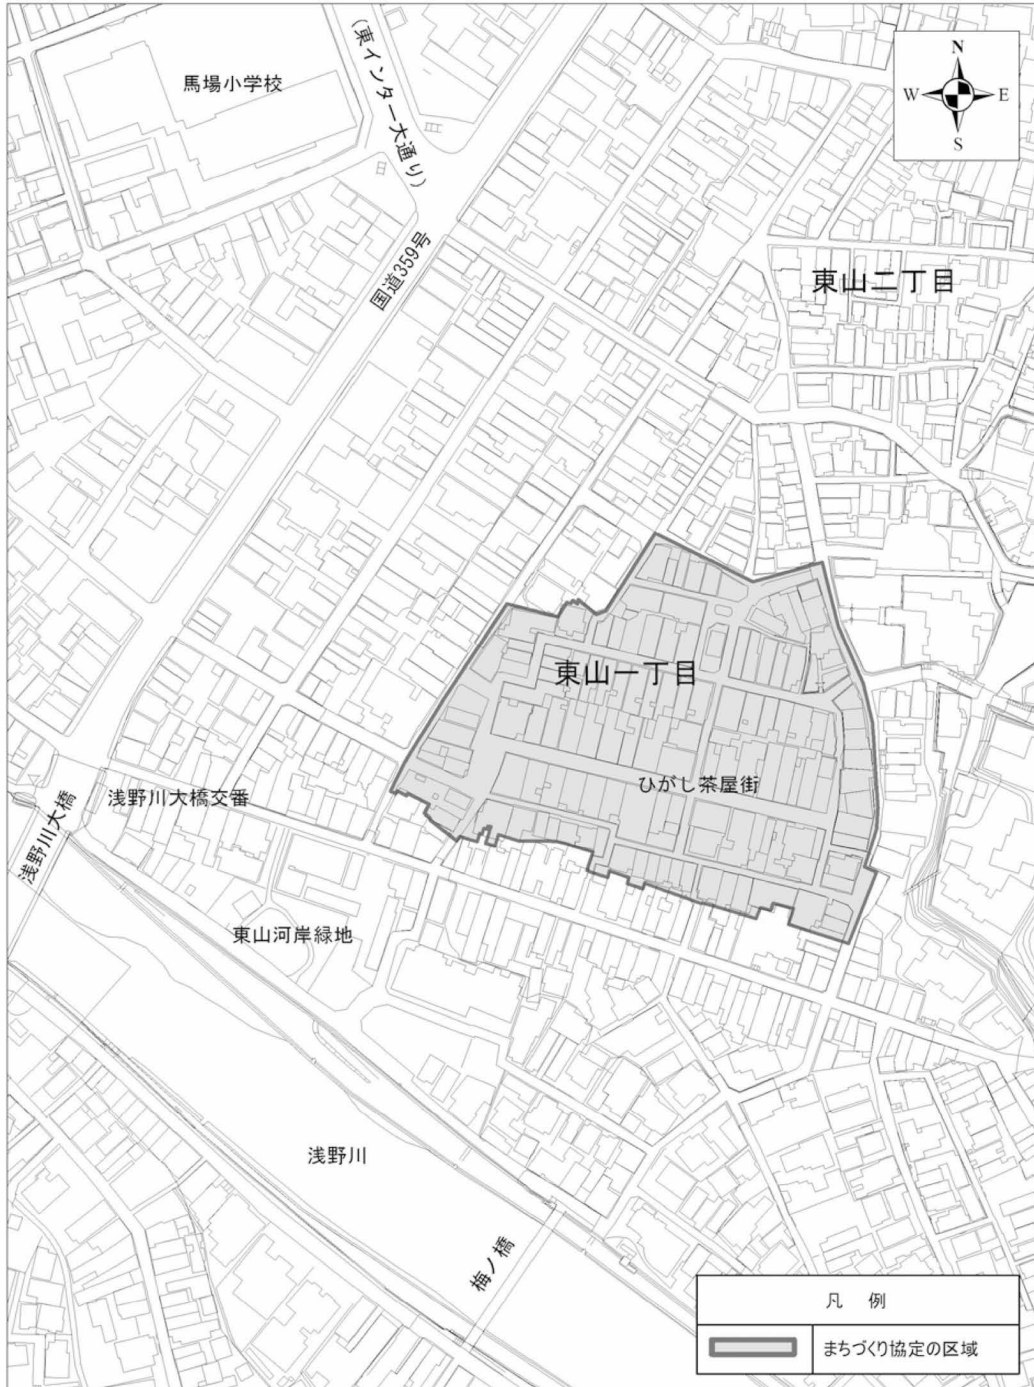 馬場小学校
(東インター大通り)
N
W
E
S
国道359号
東山二丁目
東山一丁目
ひがし茶屋街
浅野川大橋交番
浅野川大橋
東山河岸緑地
浅野川
梅ノ橋
凡 例
まちづくり協定の区域